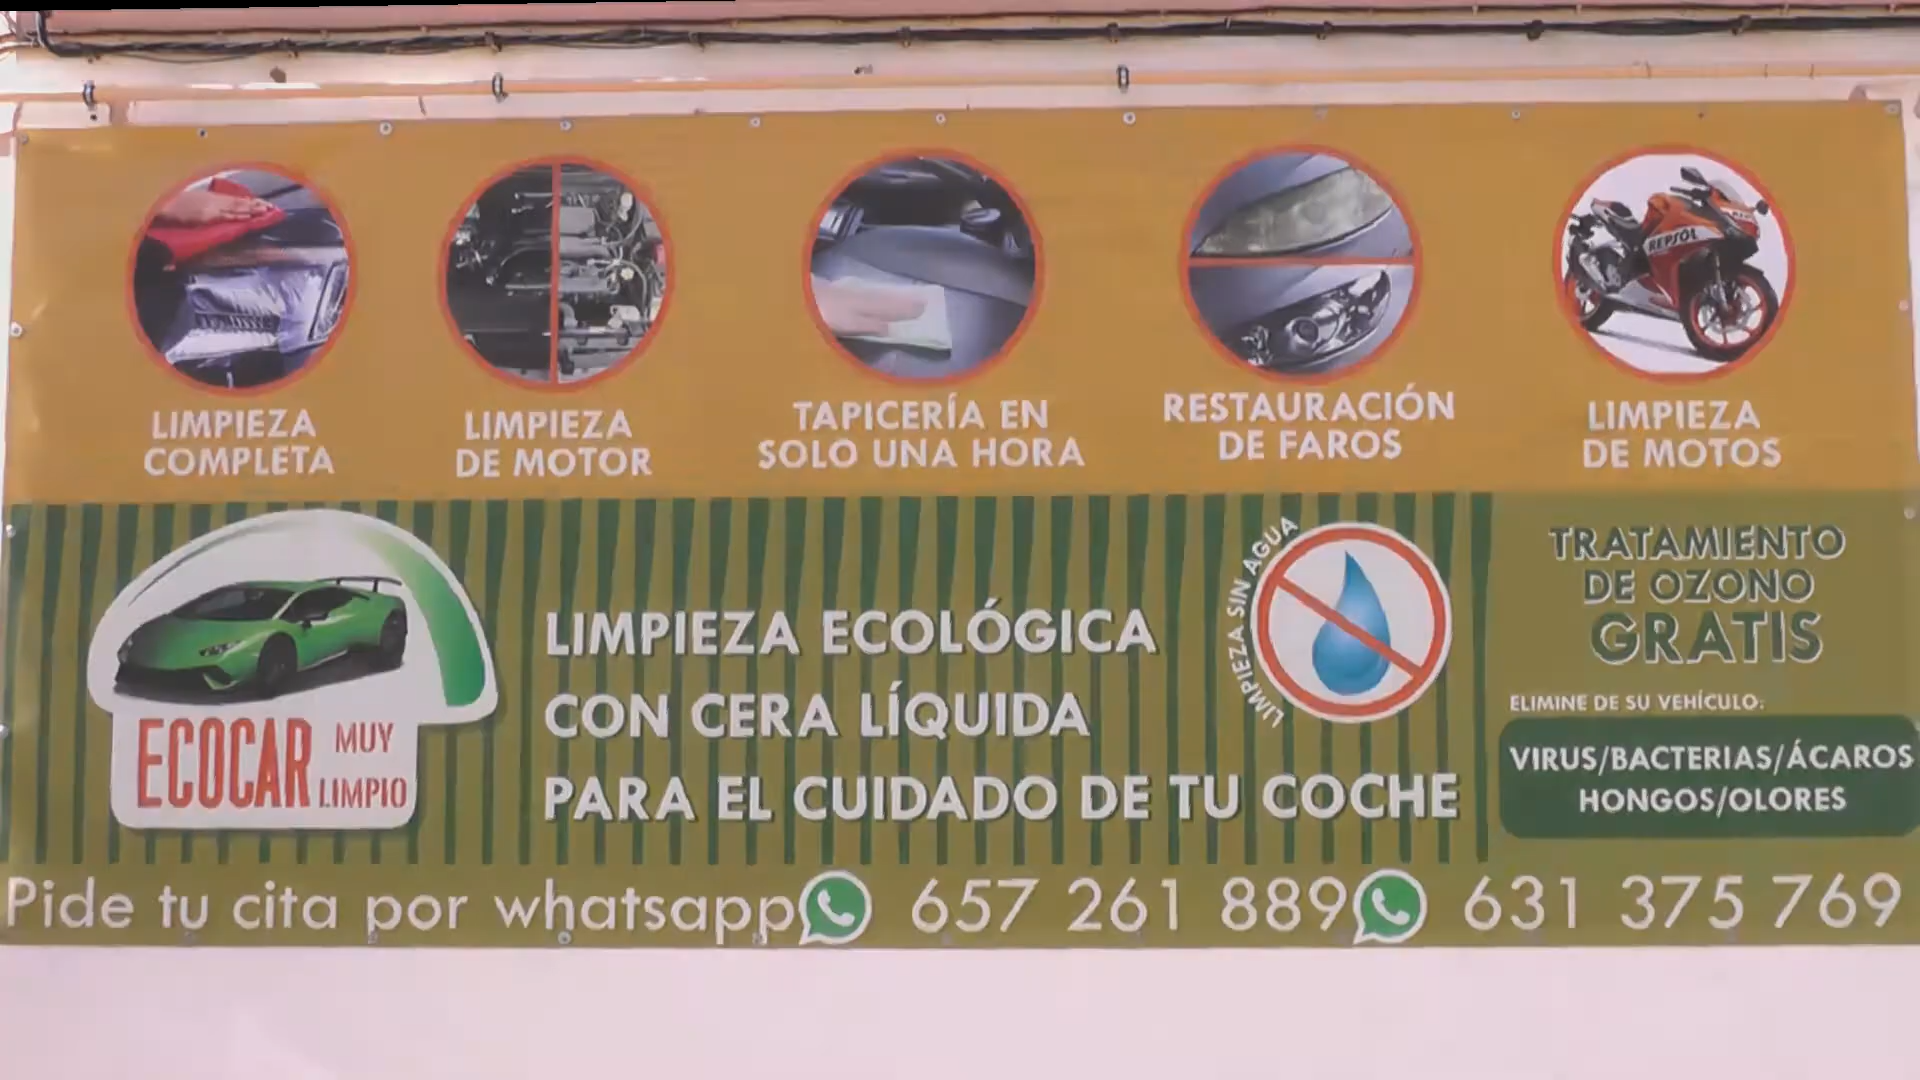 REPSOL
LIMPIEZA
COMPLETA
LIMPIEZA
DE MOTOR
TAPICERÍA EN
SOLO UNA HORA
RESTAURACIÓN
DE FAROS
LIMPIEZA
DE MOTOS
ECOCAR MUY
LIMPIO
LIMPIEZA ECOLÓGICA
CON CERA LÍQUIDA
PARA EL CUIDADO DE TU COCHE
LIMPIEZA SIN AGUA
TRATAMIENTO
DE OZONO
GRATIS
ELIMINE DE SU VEHÍCULO:
VIRUS/BACTERIAS/ÁCAROS
HONGOS/OLORES
Pide tu cita por whatsapp 657 261 889 631 375 769